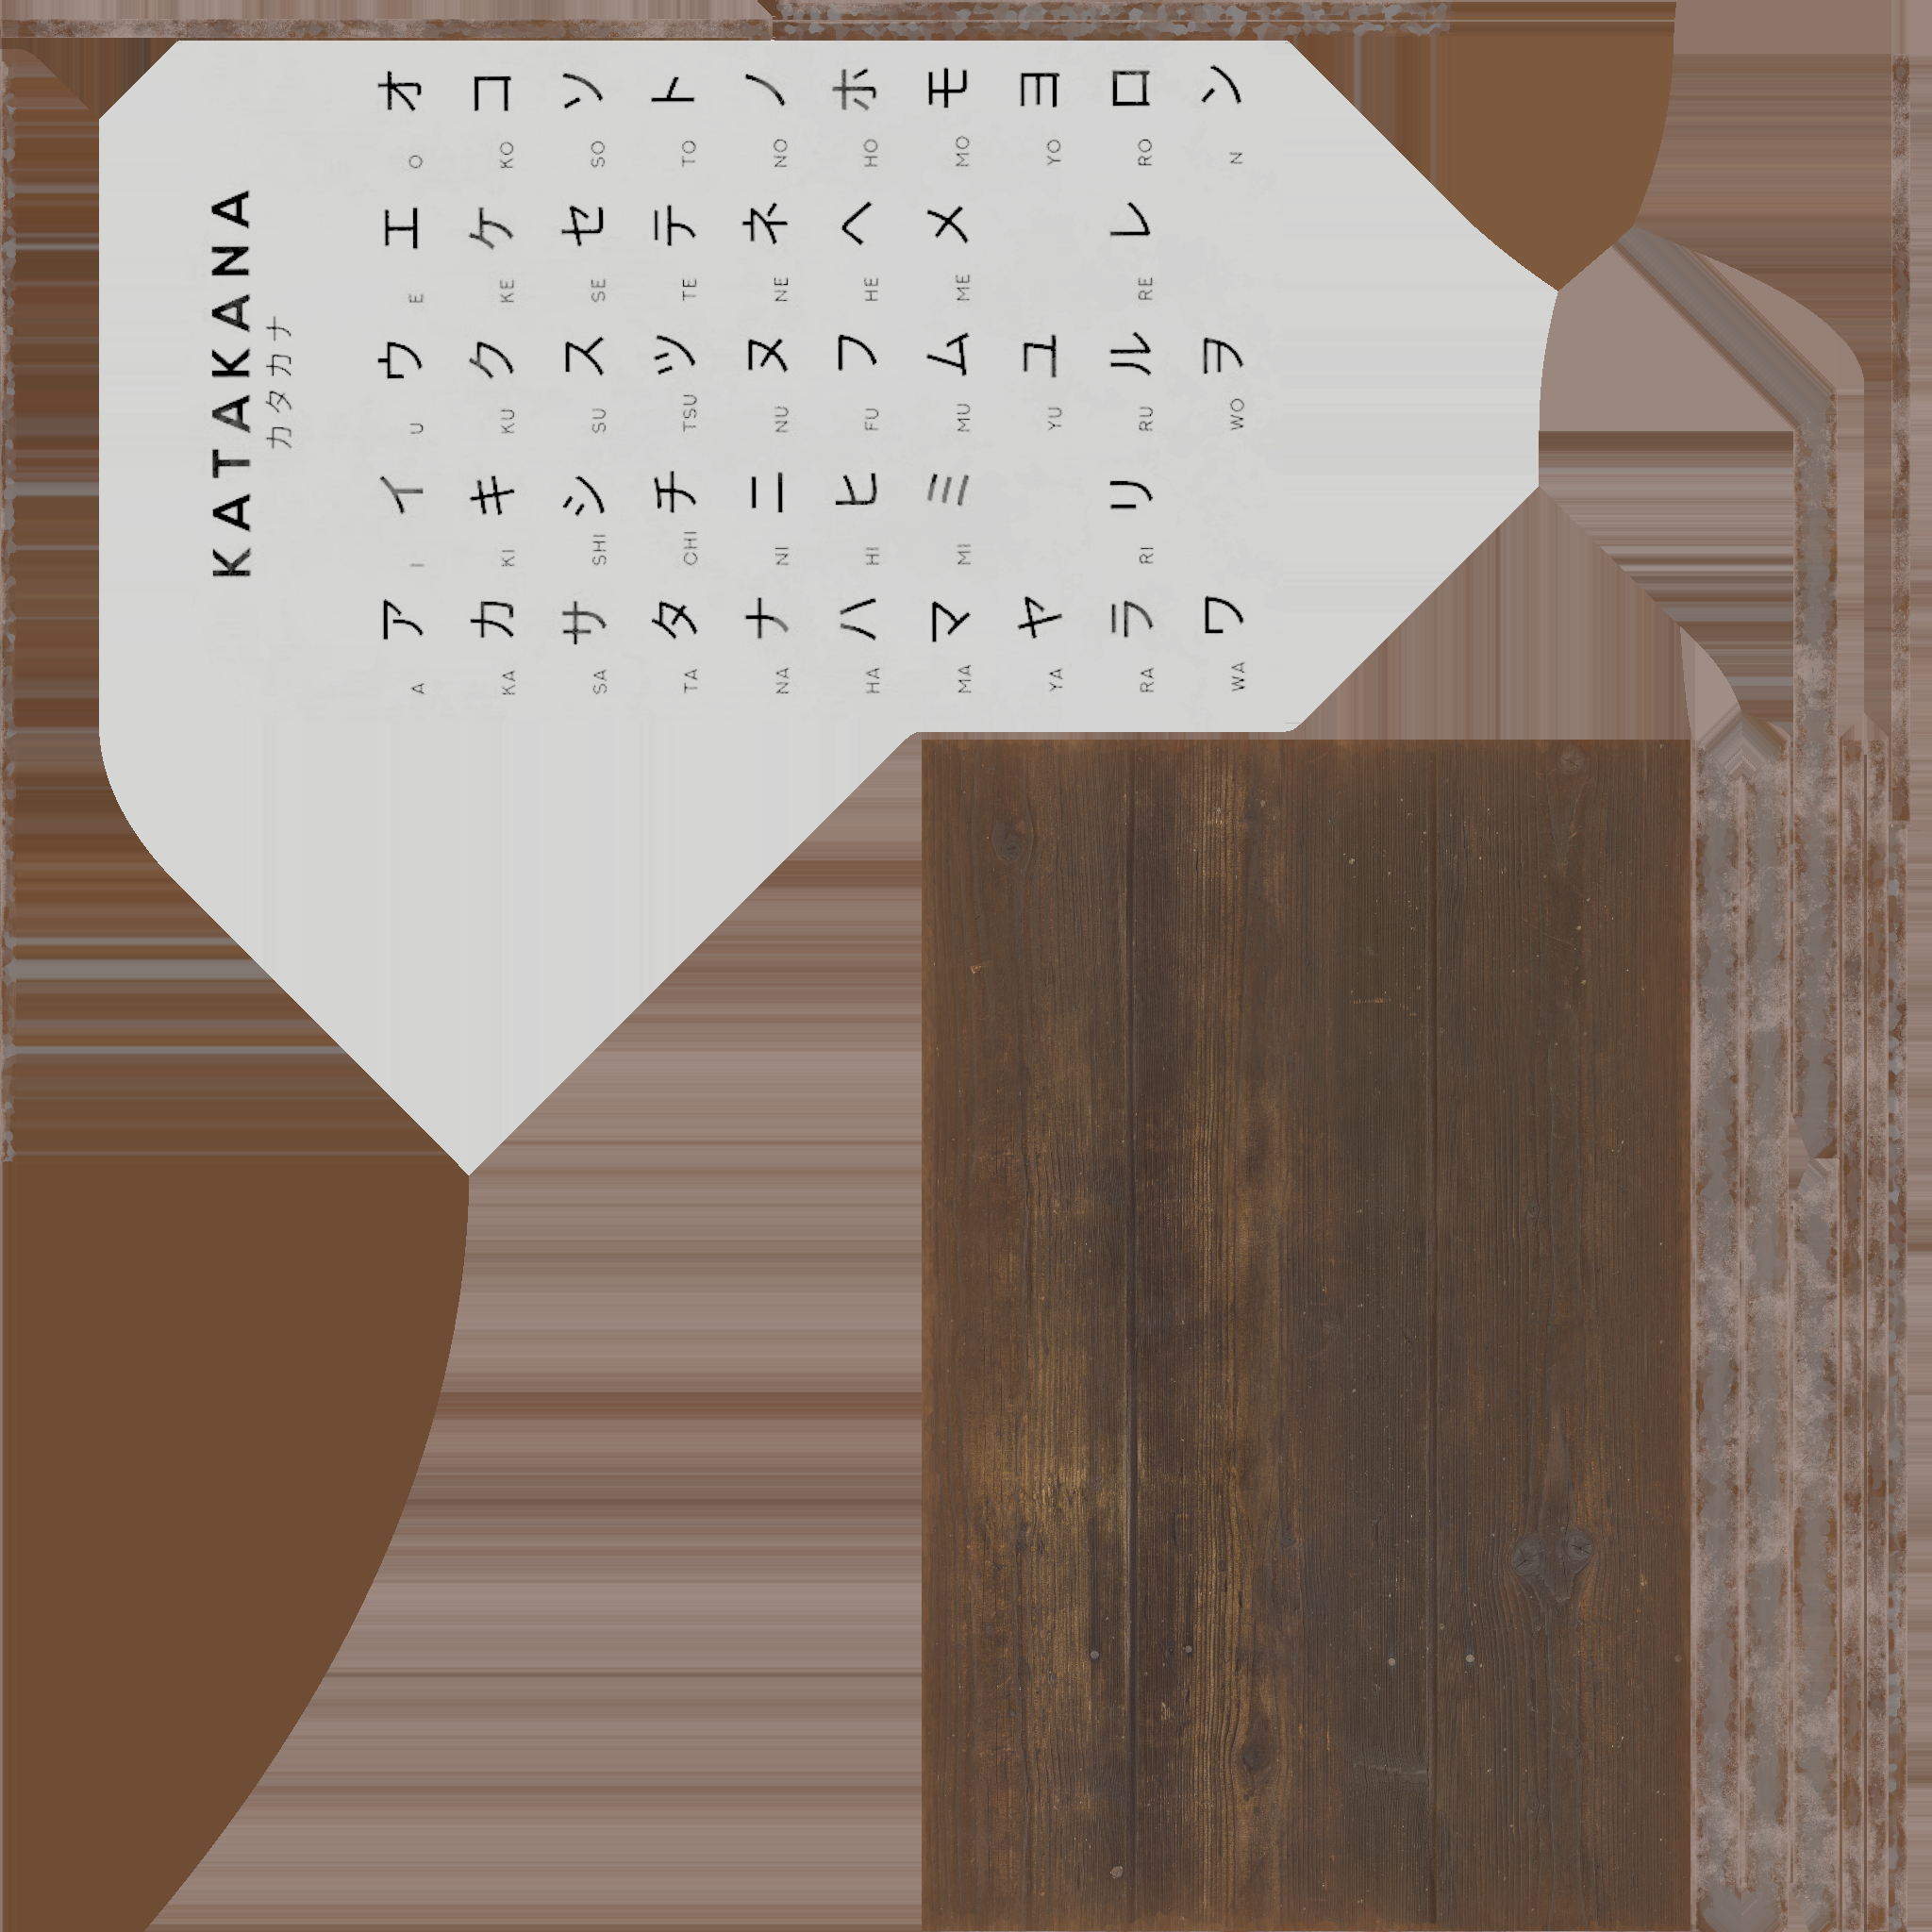 KATAKANA
カタカナ
ア イ ウ エ オ
A I U E O
カ キ ク ケ コ
KA KI KU KE KO
サ シ ス セ ソ
SA SHI SU SE SO
タ チ ツ テ ト
TA CHI TSU TE TO
ナ ニ ヌ ネ ノ
NA NI NU NE NO
ハ ヒ フ ヘ ホ
HA HI FU HE HO
マ ミ ム メ モ
MA MI MU ME MO
ヤ ユ ヨ
YA YU YO
ラ リ ル レ ロ
RA RI RU RE RO
ワ ヲ ン
WA WO N